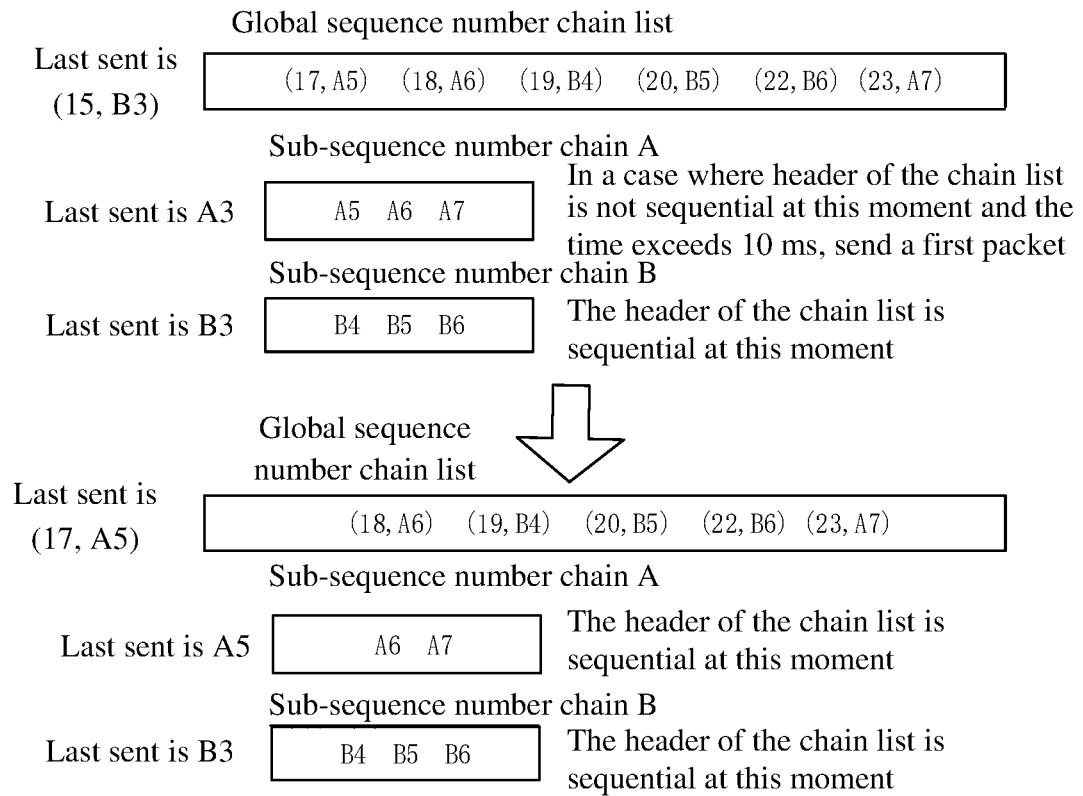 Global sequence number chain list
Last sent is
(15, B3)
(17, A5) (18, A6) (19, B4) (20, B5) (22, B6) (23, A7)
Sub-sequence number chain A
Last sent is A3
A5 A6 A7
In a case where header of the chain list
is not sequential at this moment and the
time exceeds 10 ms, send a first packet
Sub-sequence number chain B
Last sent is B3
B4 B5 B6
The header of the chain list is
sequential at this moment
Global sequence
number chain list
Last sent is
(17, A5)
(18, A6) (19, B4) (20, B5) (22, B6) (23, A7)
Sub-sequence number chain A
Last sent is A5
A6 A7
The header of the chain list is
sequential at this moment
Sub-sequence number chain B
Last sent is B3
B4 B5 B6
The header of the chain list is
sequential at this moment